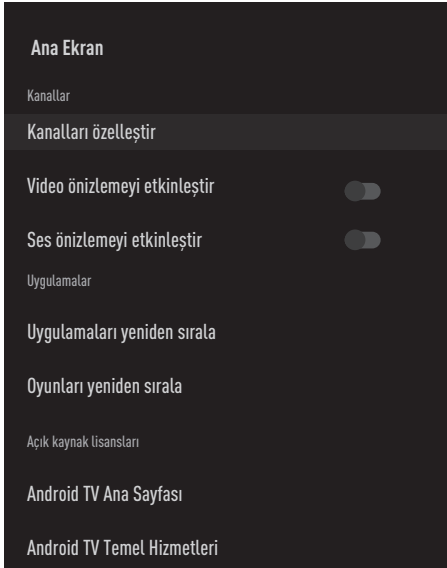 Ana Ekran
Kanallar
Kanalları özelleştir
Video önizlemeyi etkinleştir
Ses önizlemeyi etkinleştir
Uygulamalar
Uygulamaları yeniden sırala
Oyunları yeniden sırala
Açık kaynak lisansları
Android TV Ana Sayfası
Android TV Temel Hizmetleri